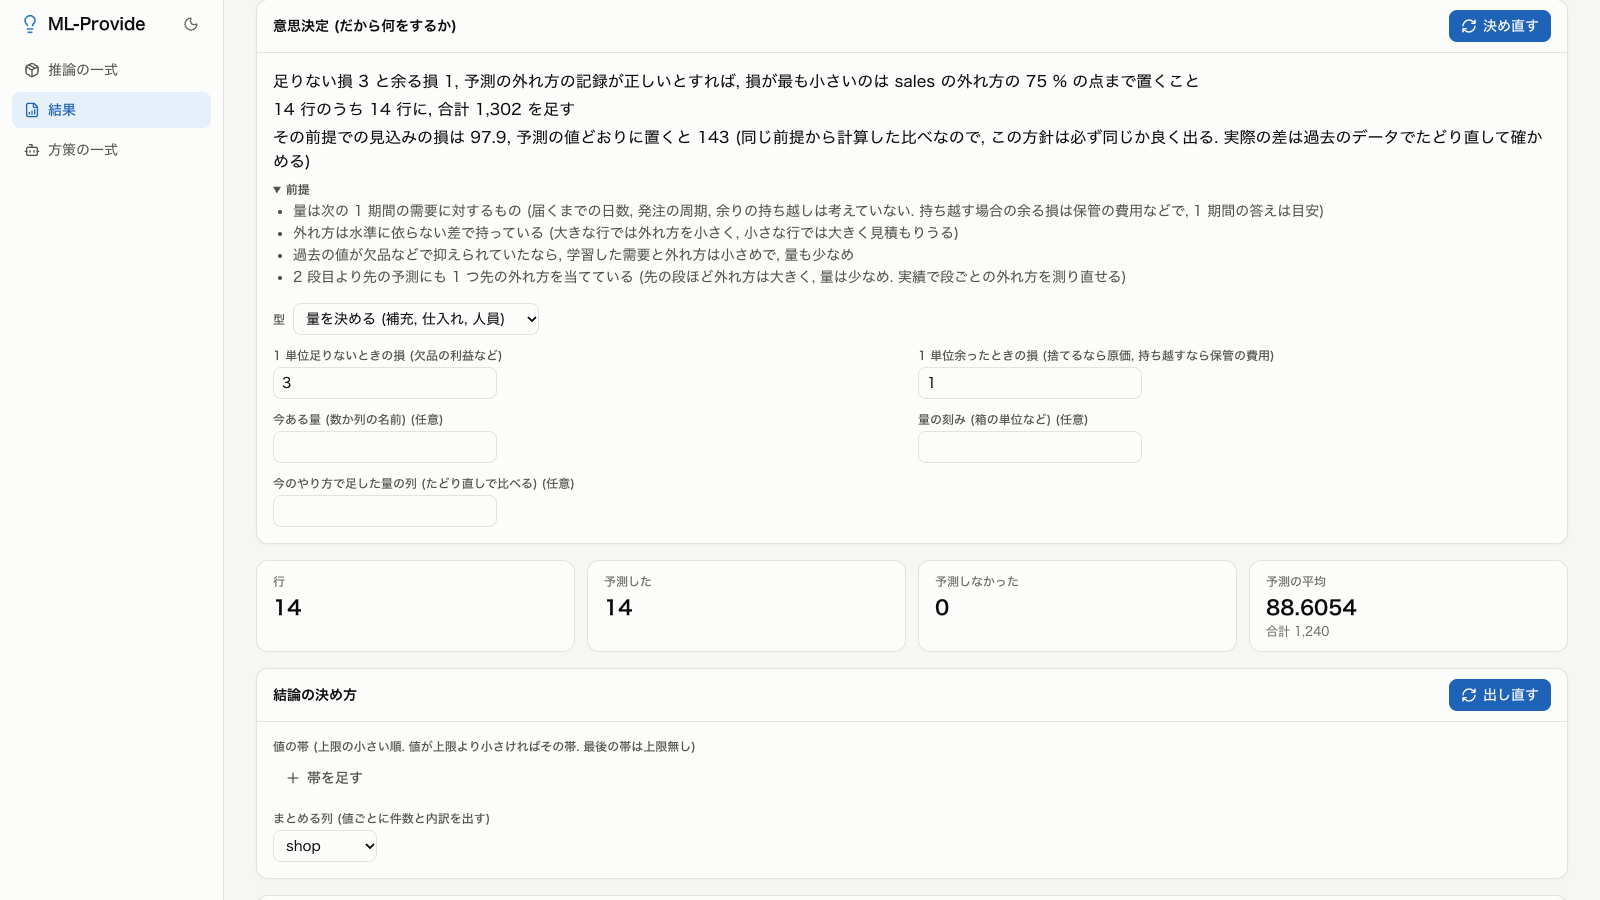 ML-Provide
推論の一式
結果
方策の一式
意思決定 (だから何をするか)
決め直す
足りない損 3 と余る損 1, 予測の外れ方の記録が正しいとすれば, 損が最も小さいのは sales の外れ方の 75 % の点まで置くこと
14 行のうち 14 行に, 合計 1,302 を足す
その前提での見込みの損は 97.9, 予測の値どおりに置くと 143 (同じ前提から計算した比べなので, この方針は必ず同じか良く出る. 実際の差は過去のデータでたどり直して確か
める)
▼ 前提
• 量は次の 1 期間の需要に対するもの (届くまでの日数, 発注の周期, 余りの持ち越しは考えていない. 持ち越す場合の余る損は保管の費用などで, 1 期間の答えは目安)
• 外れ方は水準に依らない差で持っている (大きな行では外れ方を小さく, 小さな行では大きく見積もりうる)
• 過去の値が欠品などで抑えられていたなら, 学習した需要と外れ方は小さめで, 量も少なめ
• 2 段目より先の予測にも 1 つ先の外れ方を当てている (先の段ほど外れ方は大きく, 量は少なめ. 実績で段ごとの外れ方を測り直せる)
型 量を決める (補充, 仕入れ, 人員)
1 単位足りないときの損 (欠品の利益など)
3
1 単位余ったときの損 (捨てるなら原価, 持ち越すなら保管の費用)
1
今ある量 (数か列の名前) (任意)
量の刻み (箱の単位など) (任意)
今のやり方で足した量の列 (たどり直しで比べる) (任意)
行
14
予測した
14
予測しなかった
0
予測の平均
88.6054
合計 1,240
結論の決め方
出し直す
値の帯 (上限の小さい順. 値が上限より小さければその帯. 最後の帯は上限無し)
+ 帯を足す
まとめる列 (値ごとに件数と内訳を出す)
shop